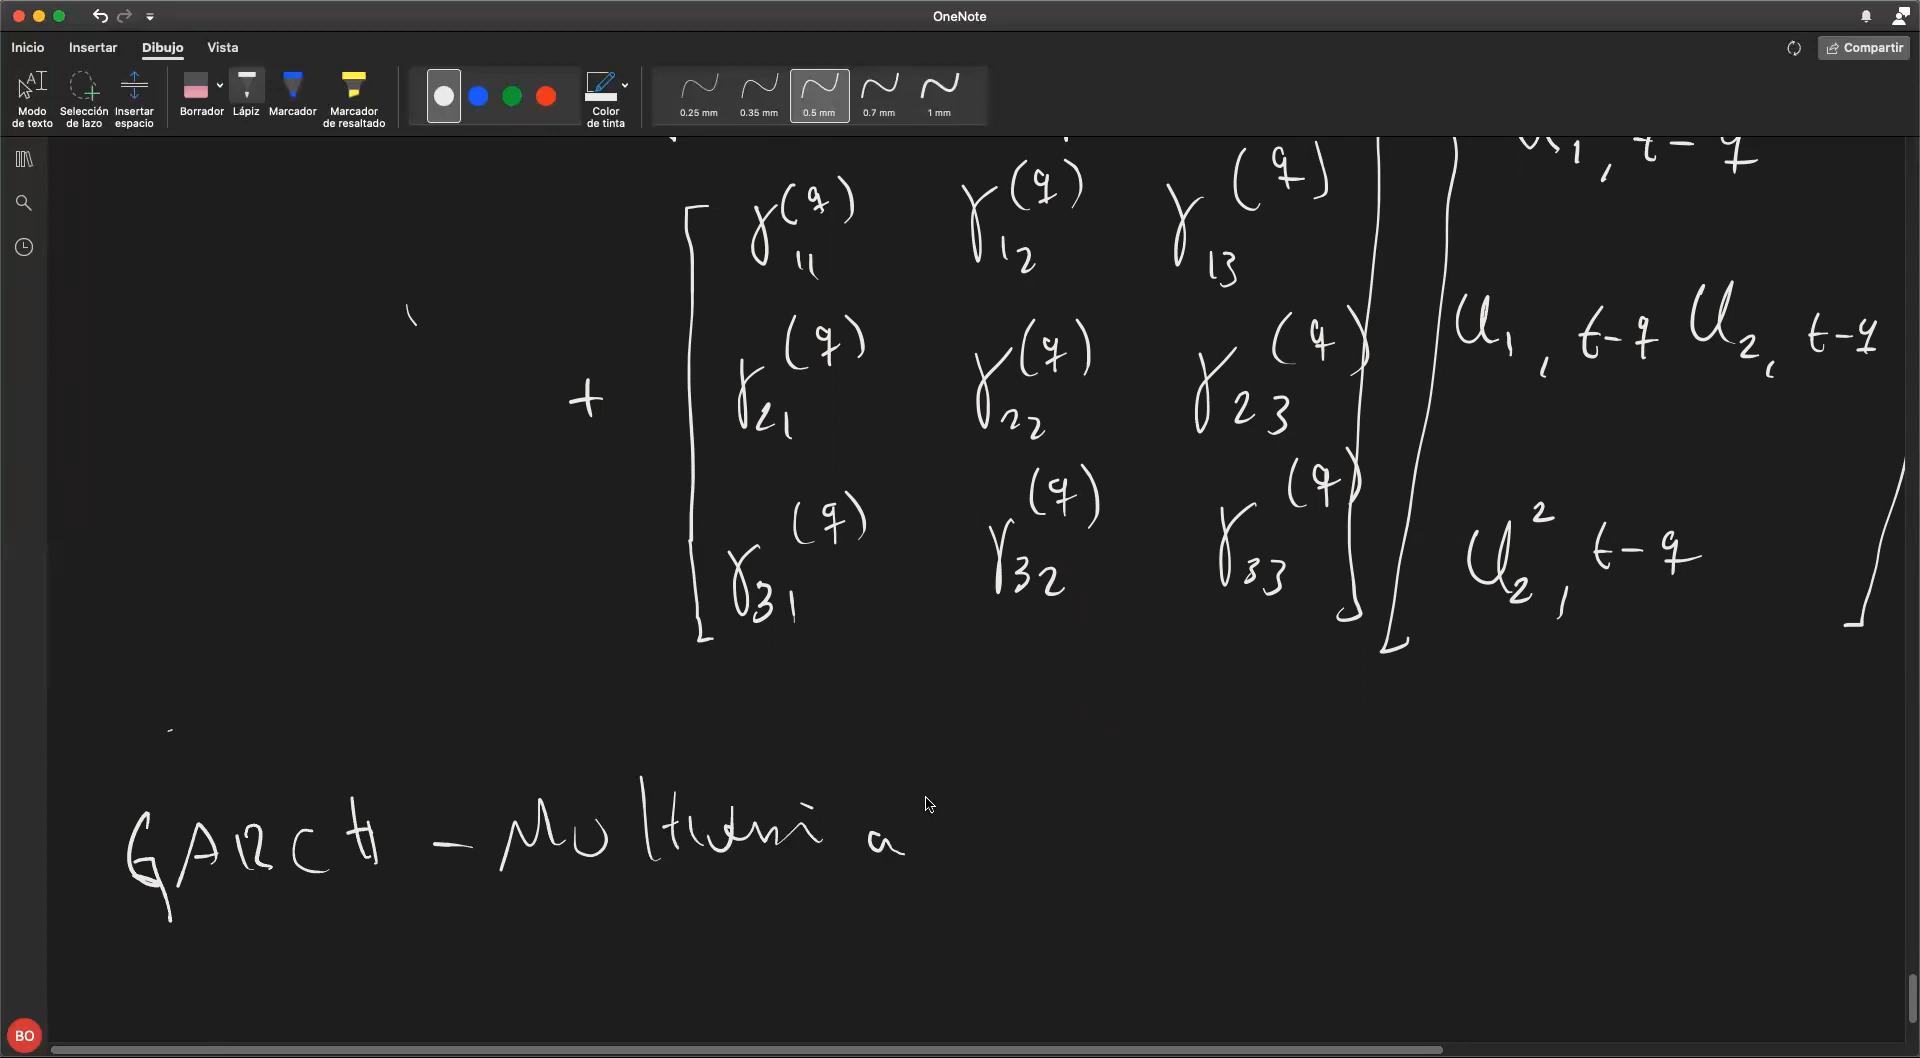 OneNote
Inicio Insertar Dibujo Vista Compartir
Modo de texto Selección de lazo Insertar espacio Borrador Lápiz Marcador Marcador de resaltado Color de tinta 0.25 mm 0.35 mm 0.5 mm 0.7 mm 1 mm
u₁, t-q
γ₁₁^(q) γ₁₂^(q) γ₁₃^(q)
u₁, t-q u₂, t-q
+ γ₂₁^(q) γ₂₂^(q) γ₂₃^(q)
γ₃₁^(q) γ₃₂^(q) γ₃₃^(q) u₂², t-q
GARCH -
BO